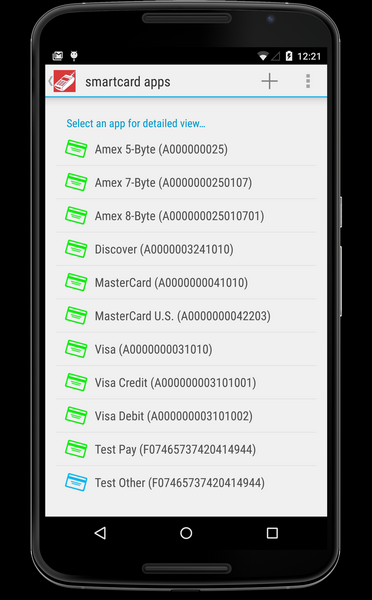 12:21
smartcard apps
Select an app for detailed view…
Amex 5-Byte (A000000025)
Amex 7-Byte (A0000000250107)
Amex 8-Byte (A000000025010701)
Discover (A0000003241010)
MasterCard (A0000000041010)
MasterCard U.S. (A0000000042203)
Visa (A0000000031010)
Visa Credit (A000000003101001)
Visa Debit (A000000003101002)
Test Pay (F07465737420414944)
Test Other (F07465737420414944)